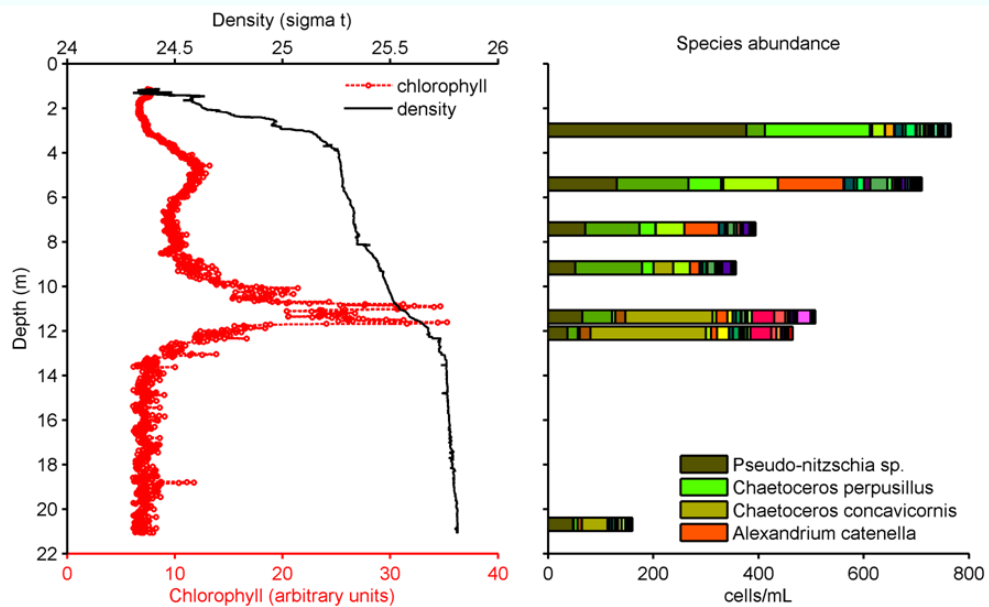 Density (sigma t)
24 24.5 25 25.5 26
0
2
4
6
8
10
12
14
16
18
20
22
Depth (m)
chlorophyll
density
0 10 20 30 40
Chlorophyll (arbitrary units)
Species abundance
Pseudo-nitzschia sp.
Chaetoceros perpusillus
Chaetoceros concavicornis
Alexandrium catenella
0 200 400 600 800
cells/mL